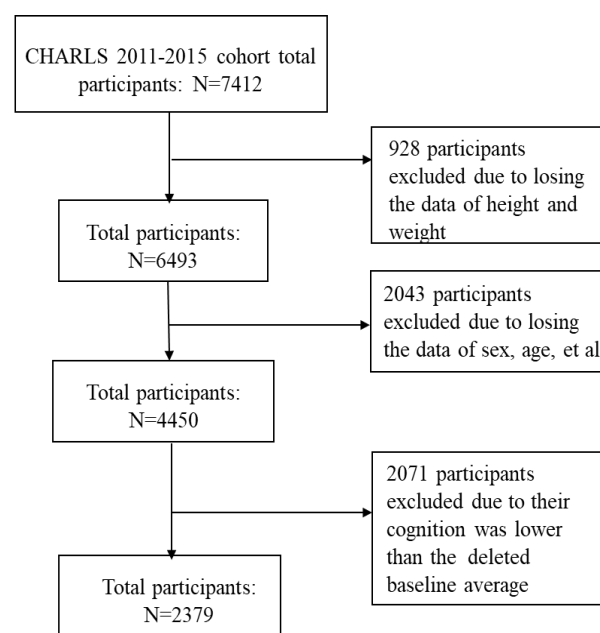 CHARLS 2011-2015 cohort total
participants: N=7412
928 participants
excluded due to losing
the data of height and
weight
Total participants:
N=6493
2043 participants
excluded due to losing
the data of sex, age, et al
Total participants:
N=4450
2071 participants
excluded due to their
cognition was lower
than the deleted
baseline average
Total participants:
N=2379